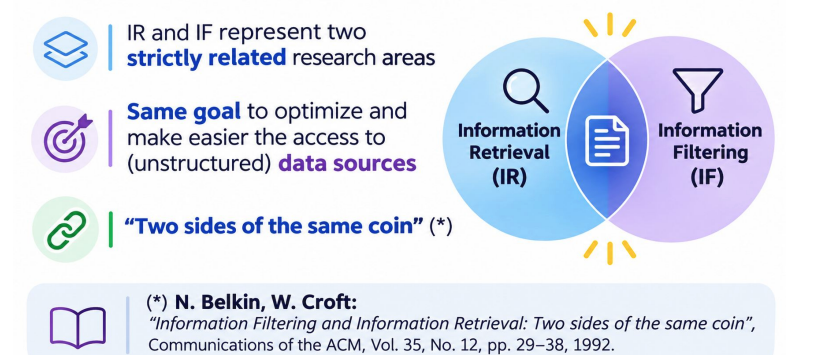 IR and IF represent two
strictly related research areas
Same goal to optimize and
make easier the access to
(unstructured) data sources
“Two sides of the same coin” (*)
Information
Retrieval
(IR)
Information
Filtering
(IF)
(*) N. Belkin, W. Croft:
“Information Filtering and Information Retrieval: Two sides of the same coin”,
Communications of the ACM, Vol. 35, No. 12, pp. 29–38, 1992.